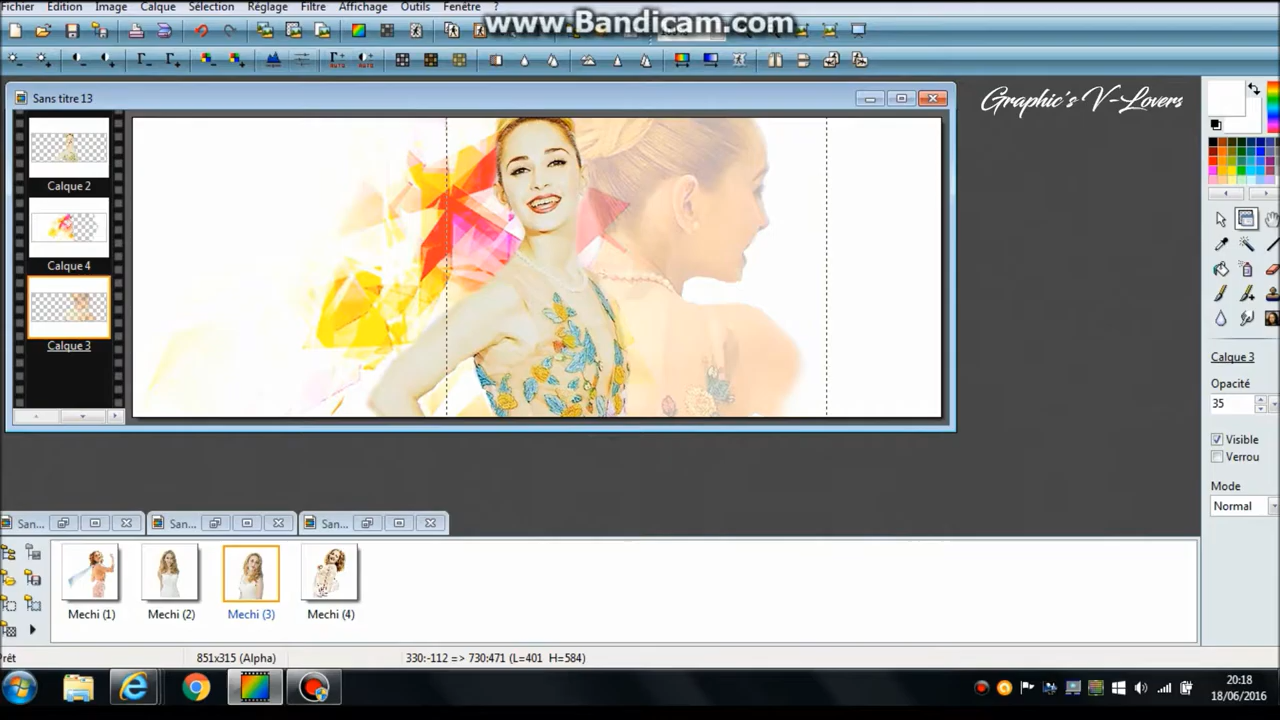 Fichier Edition Image Calque Sélection Réglage Filtre Affichage Outils Fenêtre ?
www.Bandicam.com
Sans titre 13
Graphic's V-Lovers
Calque 2
Calque 4
Calque 3
Calque 3
Opacité
35
Visible
Verrou
Mode
Normal
San... San... San...
Mechi (1) Mechi (2) Mechi (3) Mechi (4)
Prêt 851x315 (Alpha) 330:-112 => 730:471 (L=401 H=584)
20:18
18/06/2016